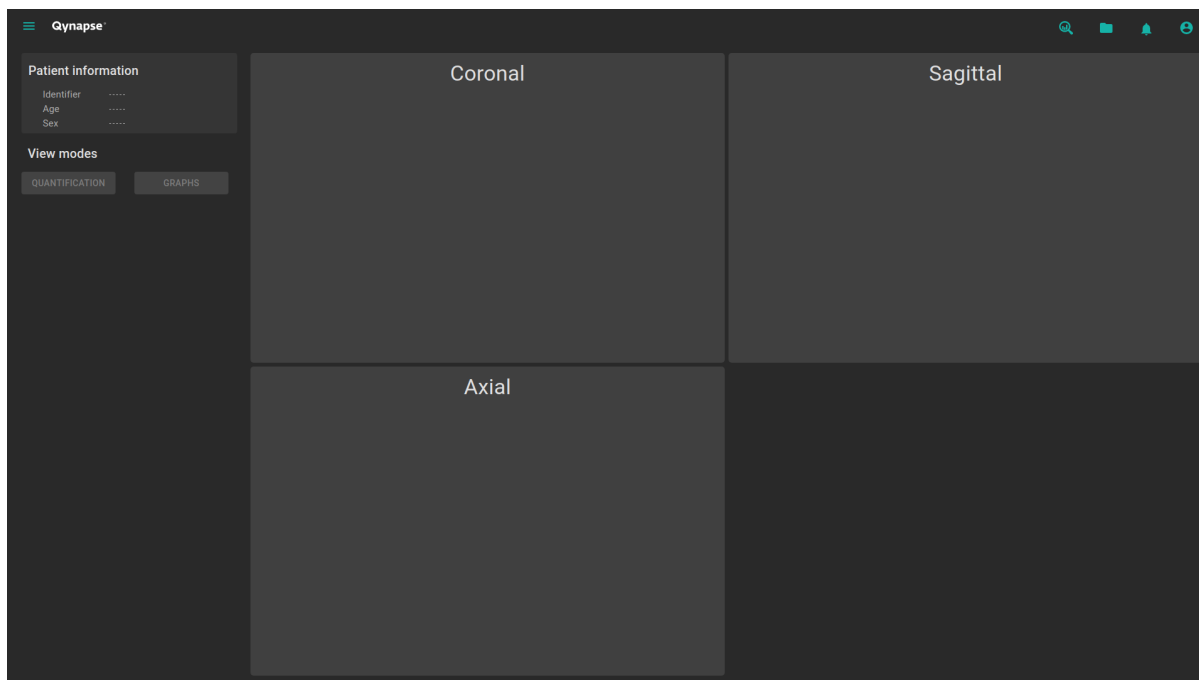 Qynapse
Patient information
Identifier -----
Age -----
Sex -----
View modes
QUANTIFICATION GRAPHS
Coronal
Sagittal
Axial